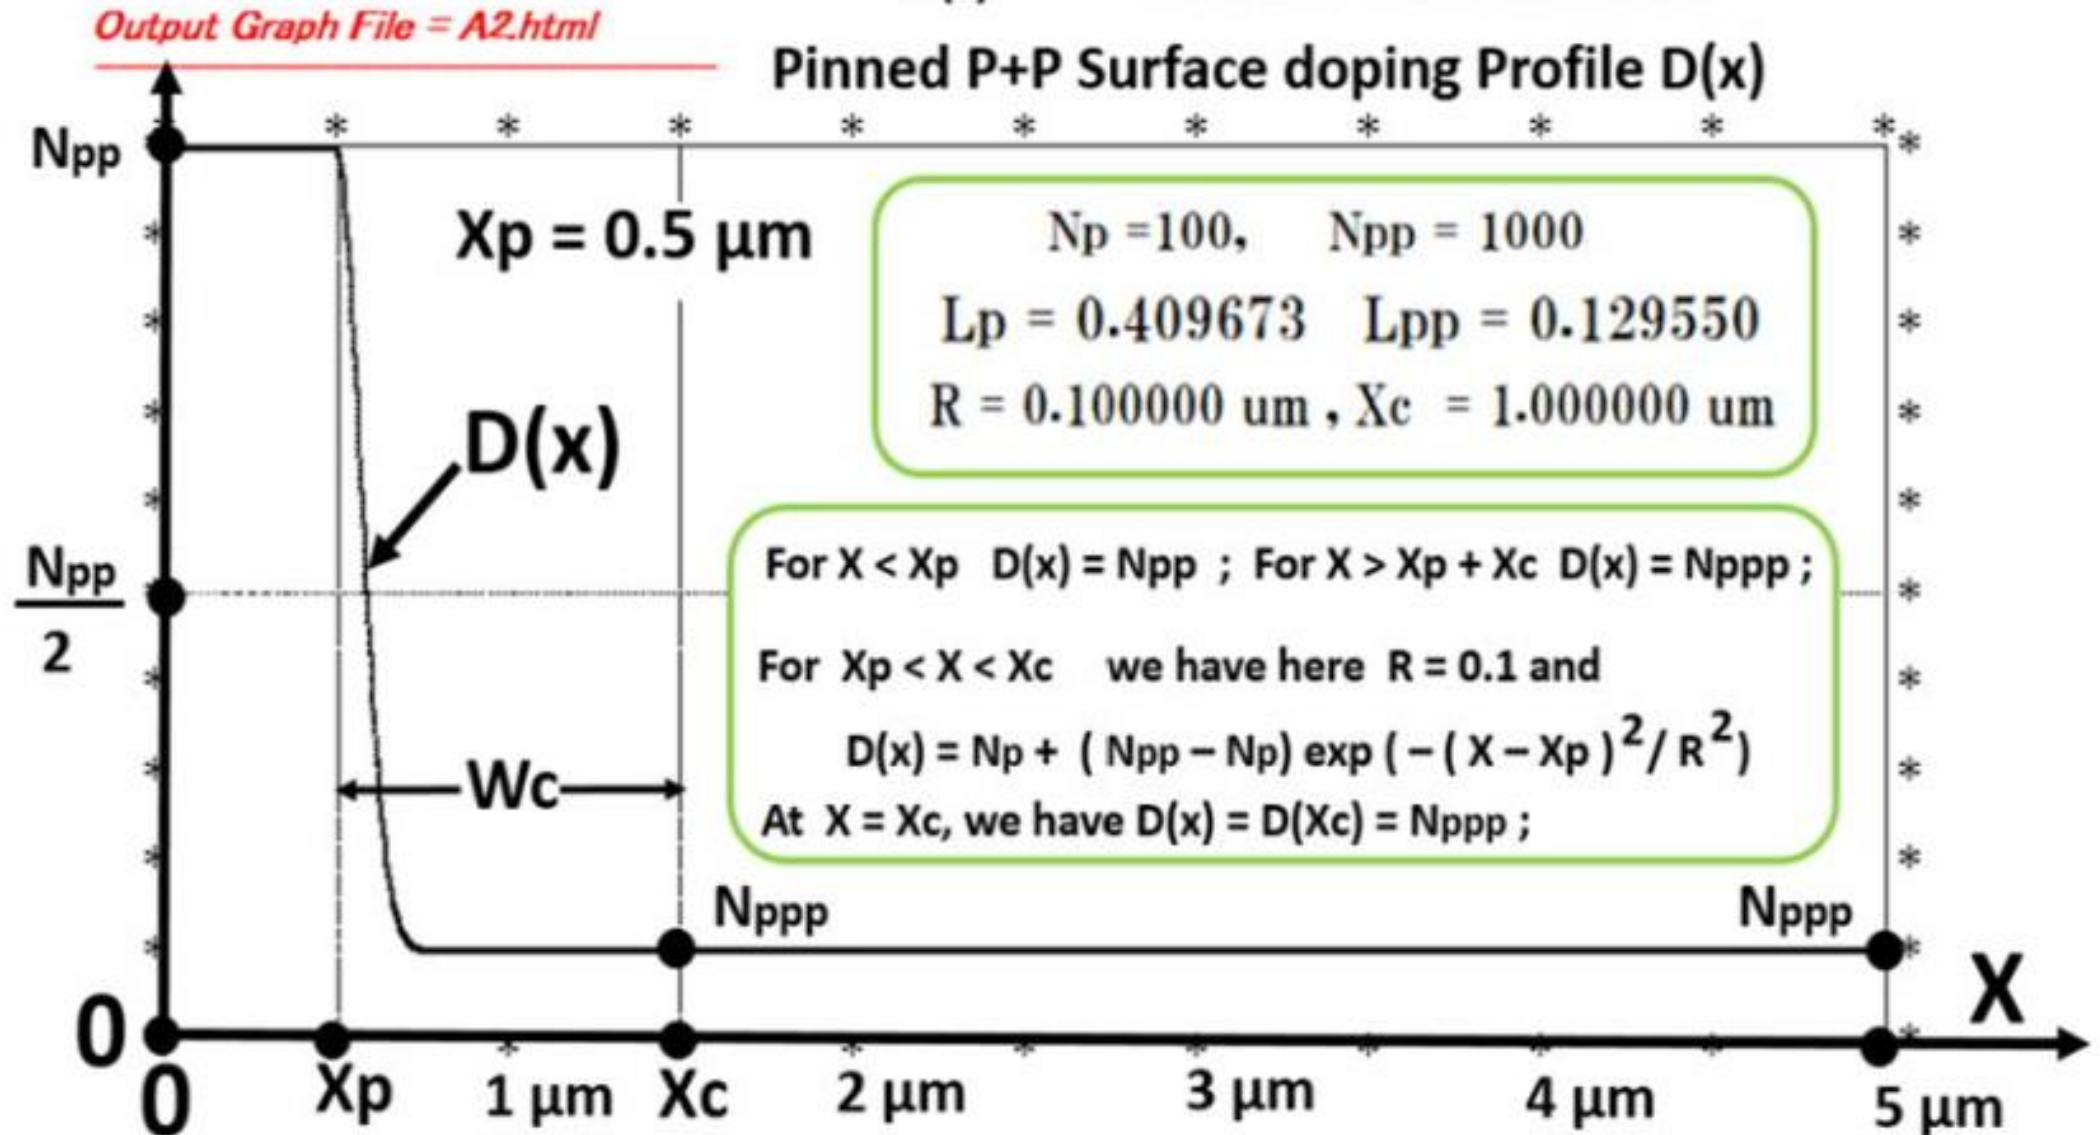 Output Graph File = A2.html
Pinned P+P Surface doping Profile D(x)
* * * * * * * * * *
Npp
Xp = 0.5 μm
Np =100, Npp = 1000
Lp = 0.409673 Lpp = 0.129550
R = 0.100000 um , Xc = 1.000000 um
D(x)
Npp
2
For X < Xp D(x) = Npp ; For X > Xp + Xc D(x) = Nppp ;
For Xp < X < Xc we have here R = 0.1 and
D(x) = Np + ( Npp – Np) exp ( – ( X – Xp )²/ R²)
At X = Xc, we have D(x) = D(Xc) = Nppp ;
Wc
Nppp Nppp
0 X
0 Xp 1 μm Xc 2 μm 3 μm 4 μm 5 μm